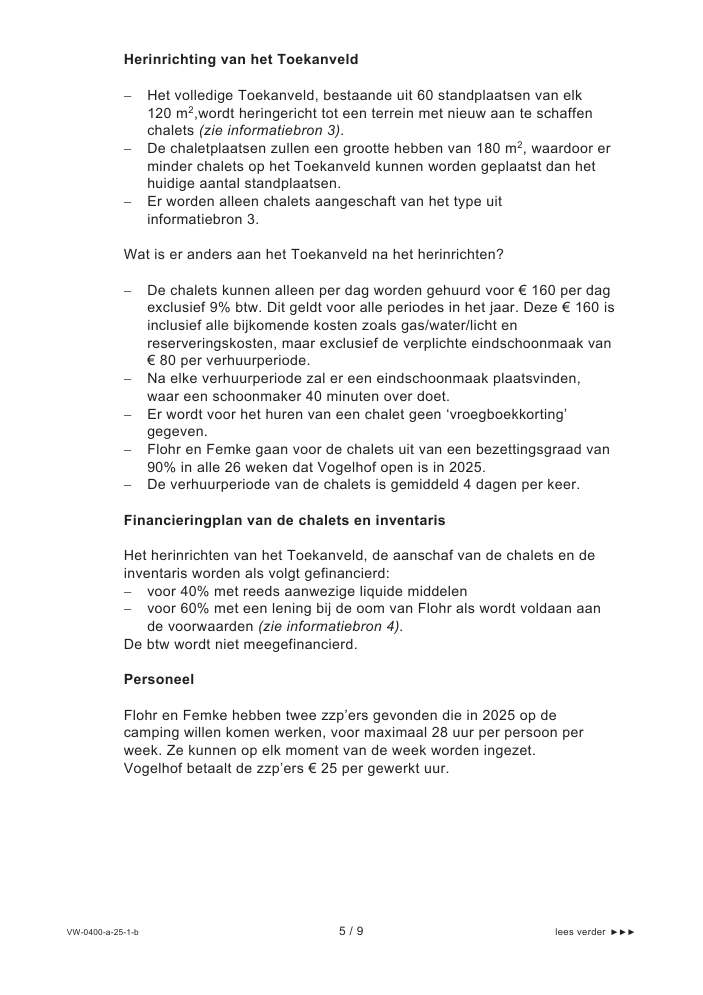 Herinrichting van het Toekanveld
– Het volledige Toekanveld, bestaande uit 60 standplaatsen van elk
120 m²,wordt heringericht tot een terrein met nieuw aan te schaffen
chalets (zie informatiebron 3).
– De chaletplaatsen zullen een grootte hebben van 180 m², waardoor er
minder chalets op het Toekanveld kunnen worden geplaatst dan het
huidige aantal standplaatsen.
– Er worden alleen chalets aangeschaft van het type uit
informatiebron 3.
Wat is er anders aan het Toekanveld na het herinrichten?
– De chalets kunnen alleen per dag worden gehuurd voor € 160 per dag
exclusief 9% btw. Dit geldt voor alle periodes in het jaar. Deze € 160 is
inclusief alle bijkomende kosten zoals gas/water/licht en
reserveringskosten, maar exclusief de verplichte eindschoonmaak van
€ 80 per verhuurperiode.
– Na elke verhuurperiode zal er een eindschoonmaak plaatsvinden,
waar een schoonmaker 40 minuten over doet.
– Er wordt voor het huren van een chalet geen ‘vroegboekkorting’
gegeven.
– Flohr en Femke gaan voor de chalets uit van een bezettingsgraad van
90% in alle 26 weken dat Vogelhof open is in 2025.
– De verhuurperiode van de chalets is gemiddeld 4 dagen per keer.
Financieringplan van de chalets en inventaris
Het herinrichten van het Toekanveld, de aanschaf van de chalets en de
inventaris worden als volgt gefinancierd:
– voor 40% met reeds aanwezige liquide middelen
– voor 60% met een lening bij de oom van Flohr als wordt voldaan aan
de voorwaarden (zie informatiebron 4).
De btw wordt niet meegefinancierd.
Personeel
Flohr en Femke hebben twee zzp’ers gevonden die in 2025 op de
camping willen komen werken, voor maximaal 28 uur per persoon per
week. Ze kunnen op elk moment van de week worden ingezet.
Vogelhof betaalt de zzp’ers € 25 per gewerkt uur.
VW-0400-a-25-1-b
5 / 9
lees verder ►►►